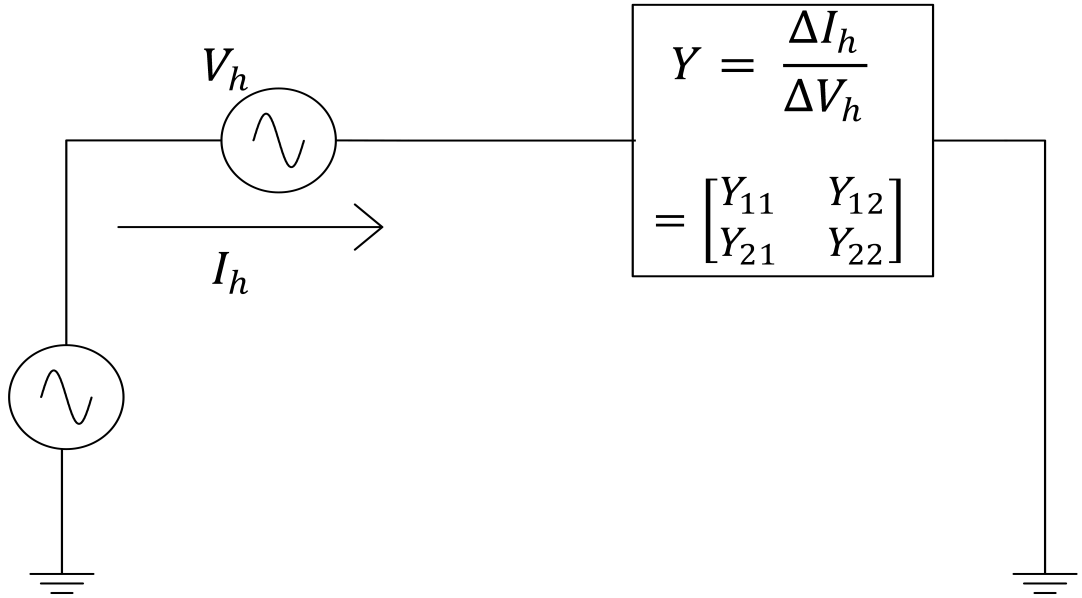 V_h
I_h
Y = ΔI_h / ΔV_h
= [Y_11 Y_12
Y_21 Y_22]